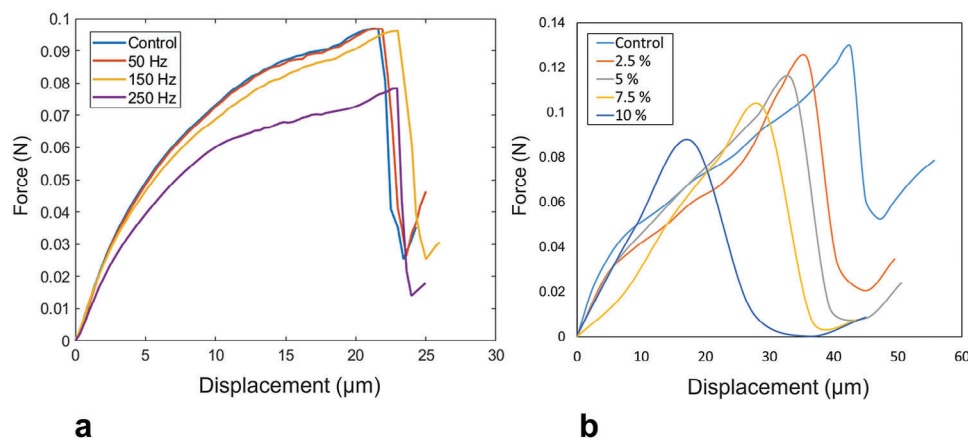 0.1
0.09
0.08
0.07
0.06
0.05
0.04
0.03
0.02
0.01
0
Force (N)
Control
50 Hz
150 Hz
250 Hz
0 5 10 15 20 25 30
Displacement (μm)
a
0.14
0.12
0.1
0.08
0.06
0.04
0.02
0
Force (N)
Control
2.5 %
5 %
7.5 %
10 %
0 10 20 30 40 50 60
Displacement (μm)
b